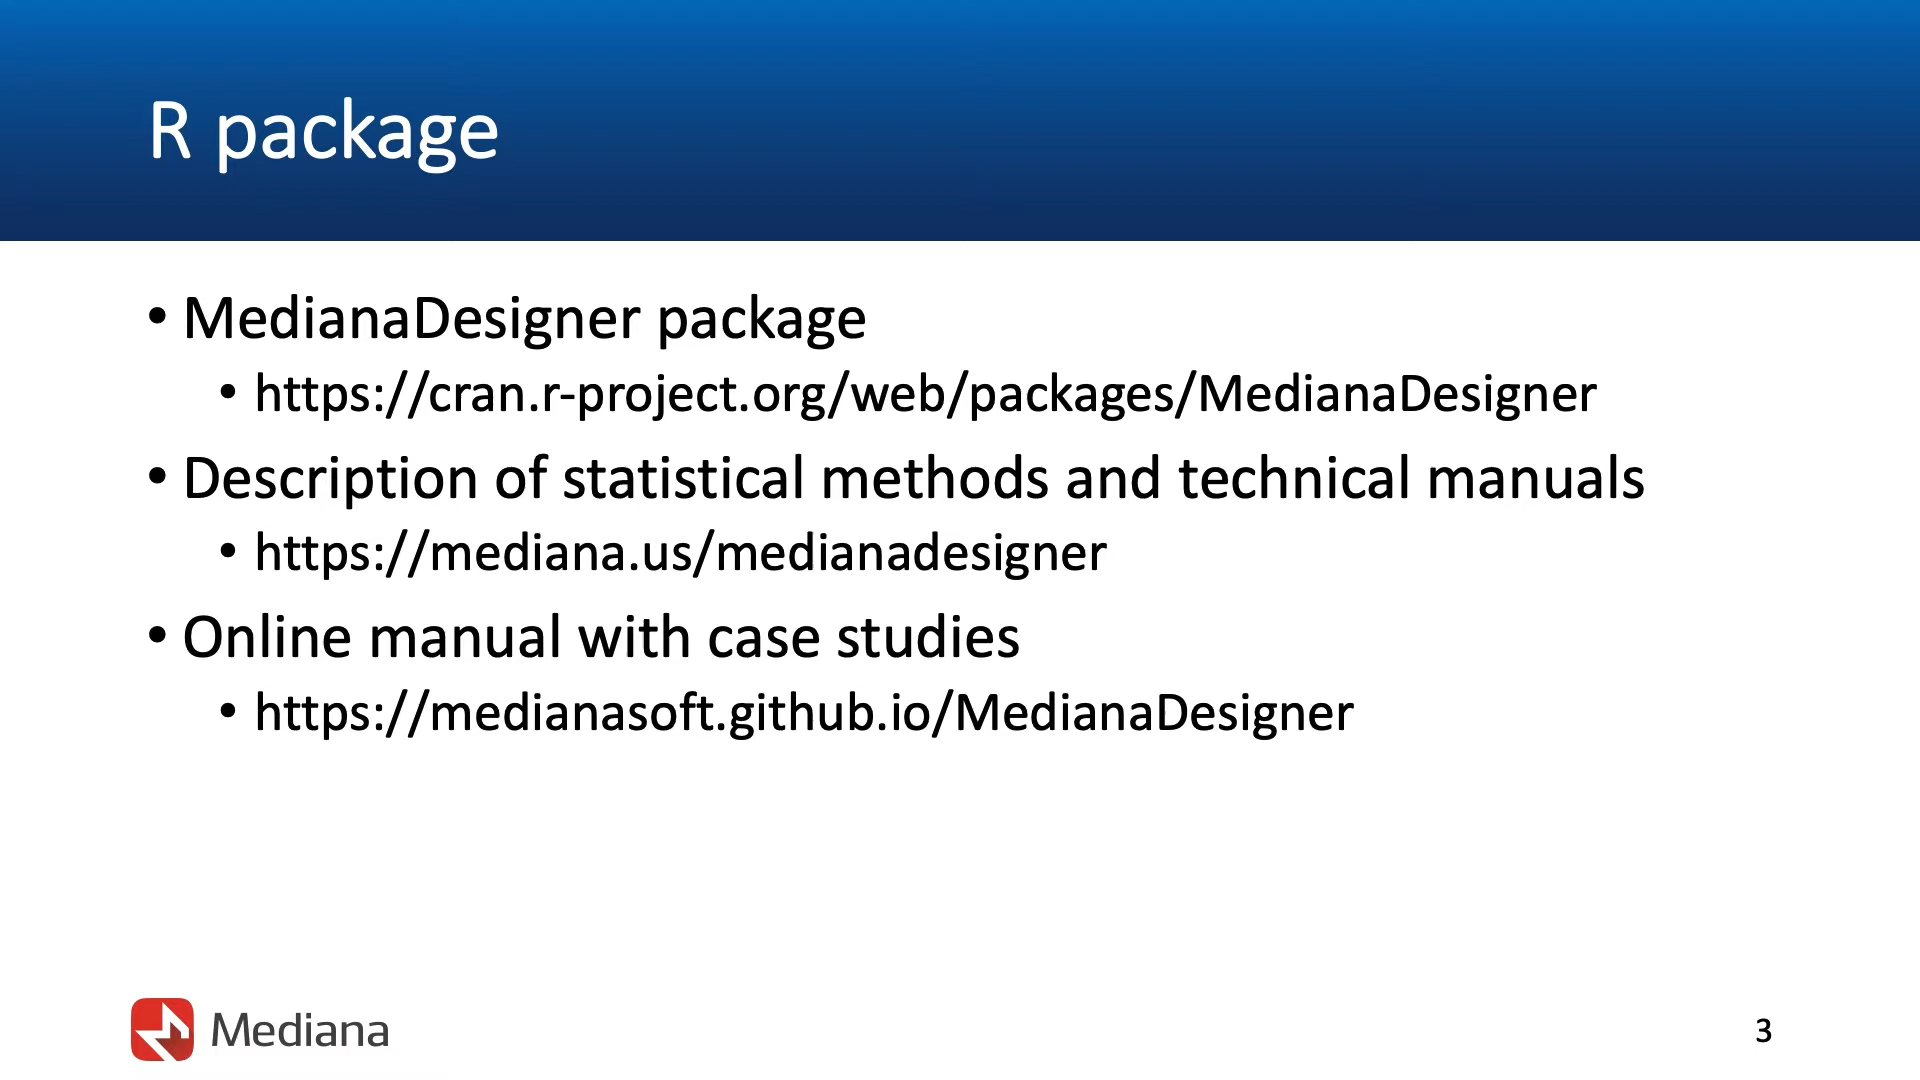 R package
• MedianaDesigner package
• https://cran.r-project.org/web/packages/MedianaDesigner
• Description of statistical methods and technical manuals
• https://mediana.us/medianadesigner
• Online manual with case studies
• https://medianasoft.github.io/MedianaDesigner
Mediana
3